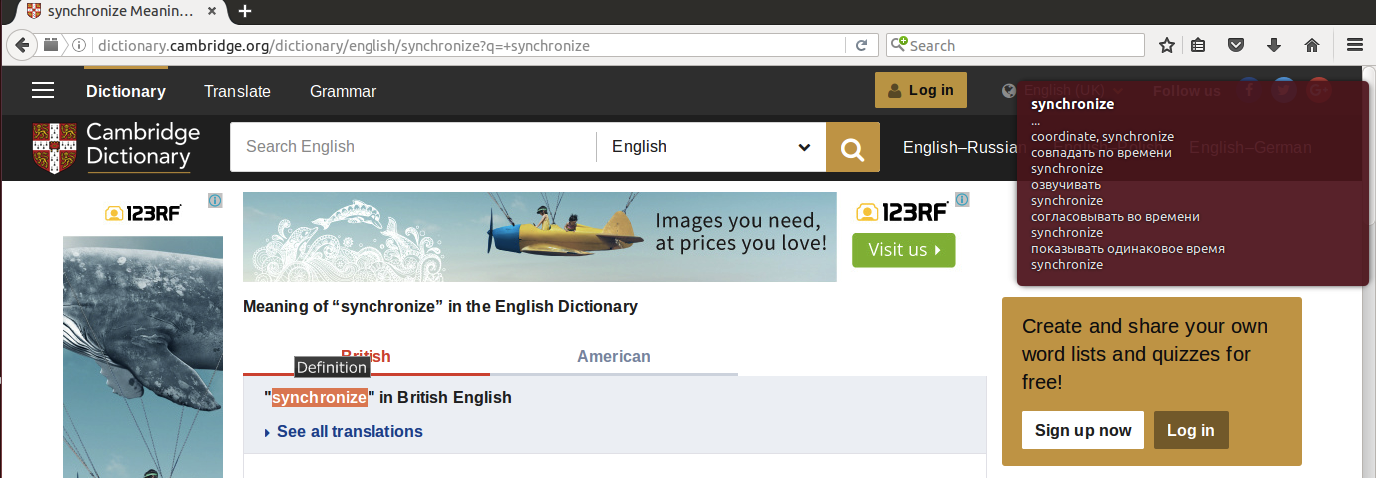 synchronize Meanin...
dictionary.cambridge.org/dictionary/english/synchronize?q=+synchronize
Search
Dictionary
Translate
Grammar
Log in
English (UK)
Follow us
Cambridge
Dictionary
Search English
English
English–Russian
English–German
synchronize
...
coordinate, synchronize
совпадать по времени
synchronize
озвучивать
synchronize
согласовывать во времени
synchronize
показывать одинаковое время
synchronize
123RF
Images you need,
at prices you love!
123RF
Visit us
Meaning of “synchronize” in the English Dictionary
British
American
Definition
"synchronize" in British English
See all translations
Create and share your own
word lists and quizzes for
free!
Sign up now
Log in